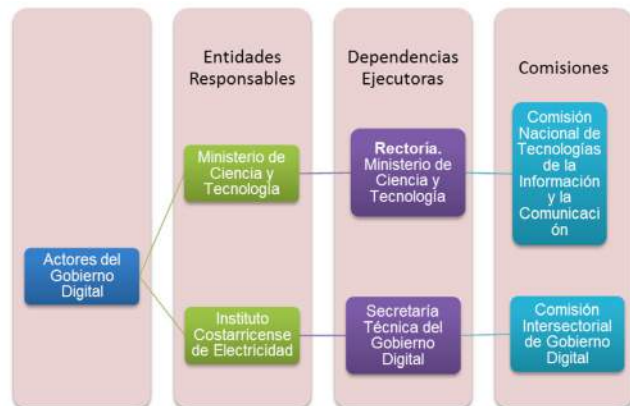 Entidades
Responsables
Dependencias
Ejecutoras
Comisiones
Actores del
Gobierno
Digital
Ministerio de
Ciencia y
Tecnología
Rectoría.
Ministerio de
Ciencia y
Tecnología
Comisión
Nacional de
Tecnologías
de la
Información
y la
Comunicaci
ón
Instituto
Costarricense
de Electricidad
Secretaría
Técnica del
Gobierno
Digital
Comisión
Intersectorial
de Gobierno
Digital